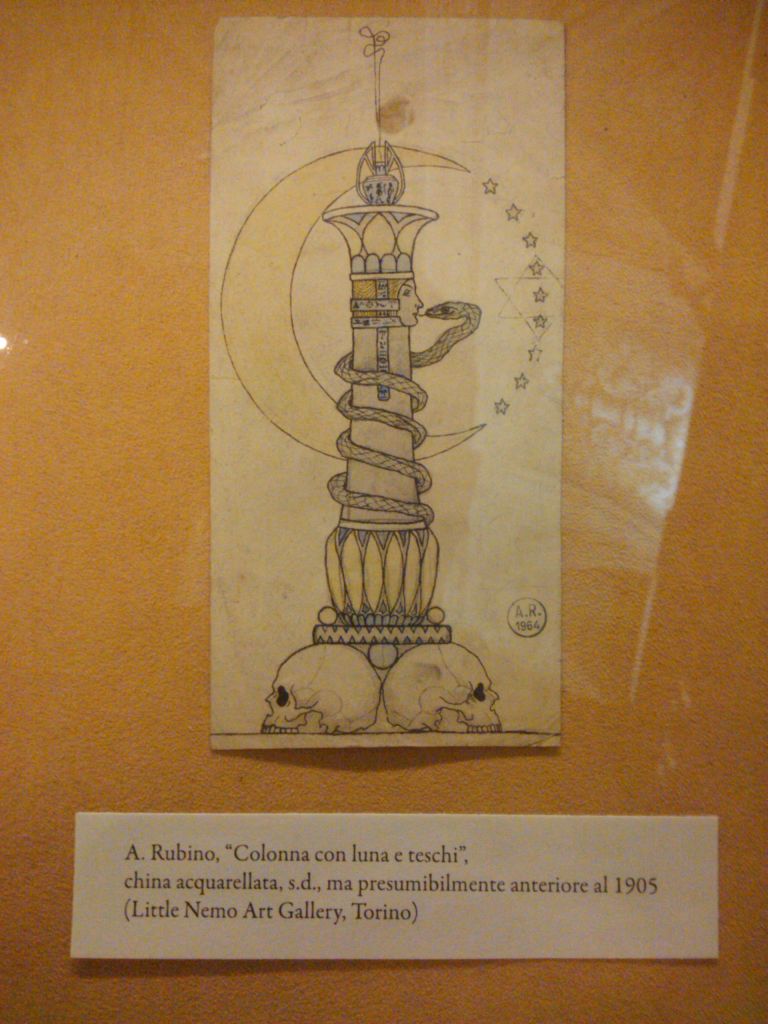 A.R.
1964
A. Rubino, “Colonna con luna e teschi”,
china acquarellata, s.d., ma presumibilmente anteriore al 1905
(Little Nemo Art Gallery, Torino)